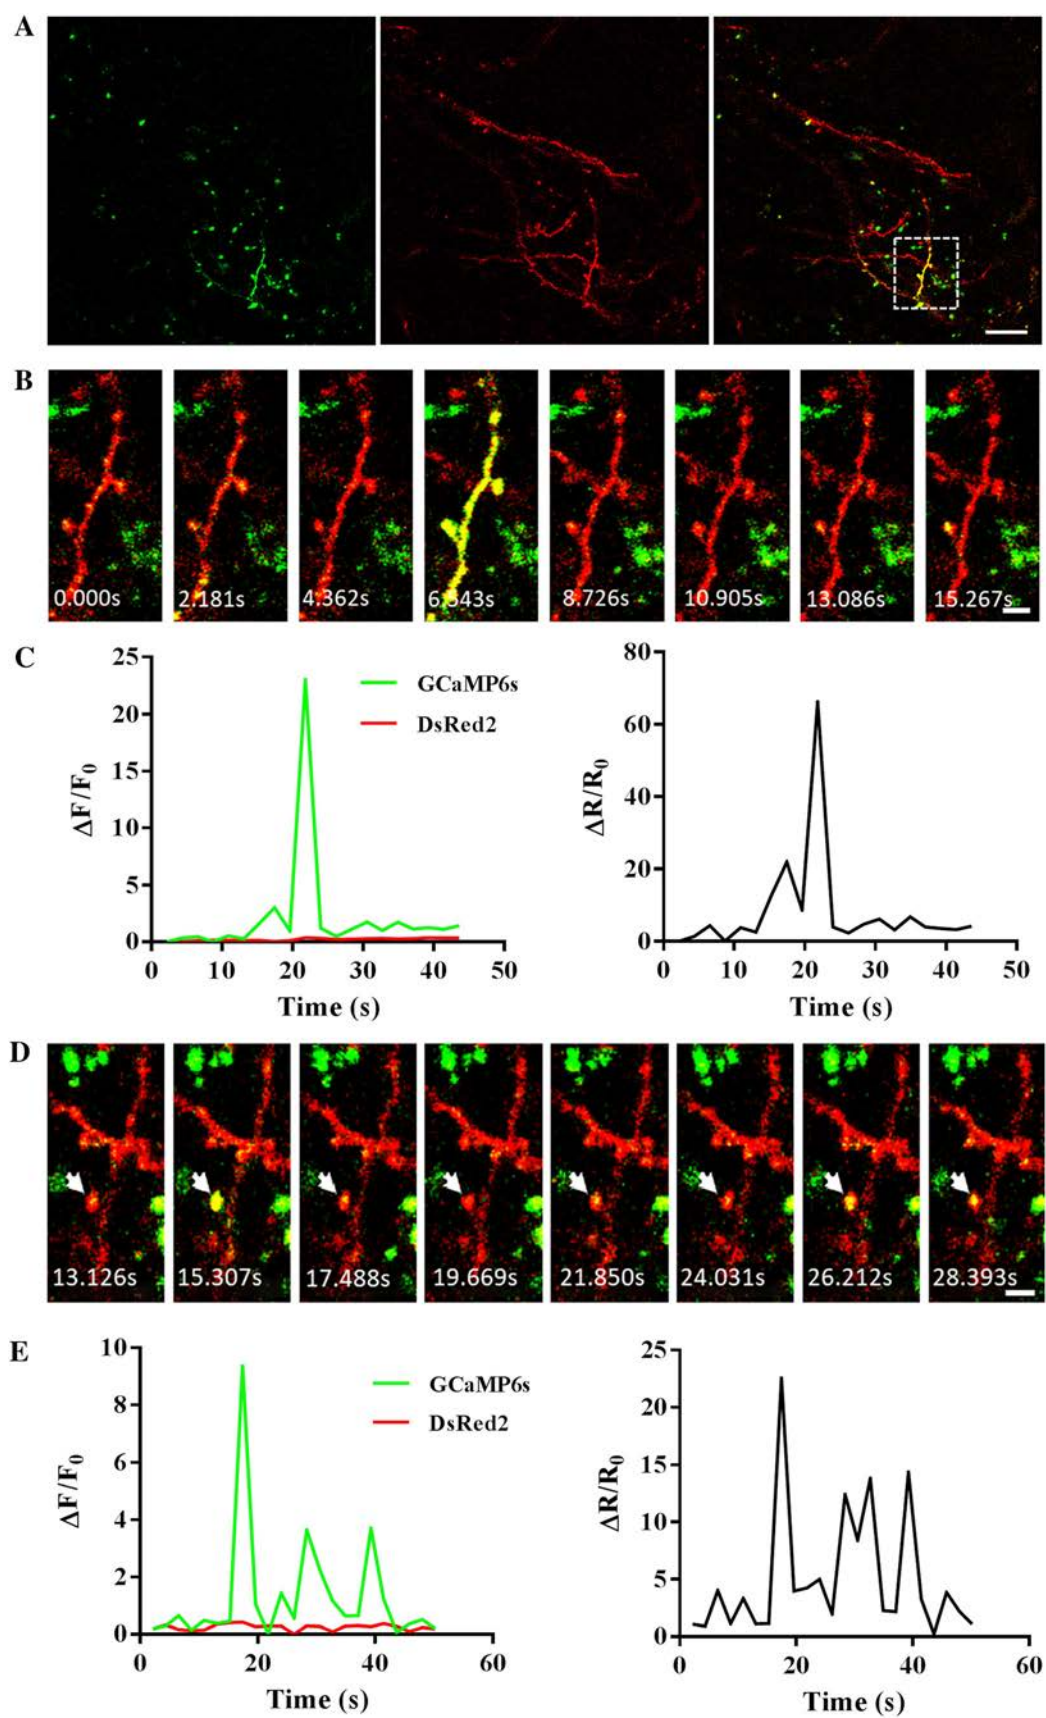 A
B
0.000s 2.181s 4.362s 6.543s 8.726s 10.905s 13.086s 15.267s
C
25
20
15
10
5
0
ΔF/F0
GCaMP6s
DsRed2
0 10 20 30 40 50
Time (s)
80
60
40
20
0
ΔR/R0
0 10 20 30 40 50
Time (s)
D
13.126s 15.307s 17.488s 19.669s 21.850s 24.031s 26.212s 28.393s
E
10
8
6
4
2
0
ΔF/F0
GCaMP6s
DsRed2
0 20 40 60
Time (s)
25
20
15
10
5
0
ΔR/R0
0 20 40 60
Time (s)